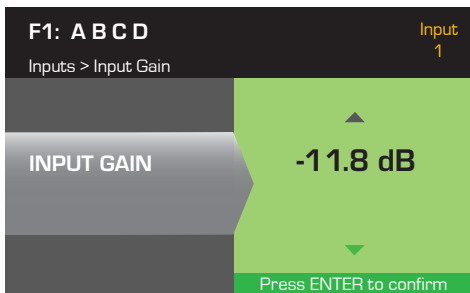 F1: A B C D
Input
1
Inputs > Input Gain
INPUT GAIN
-11.8 dB
Press ENTER to confirm